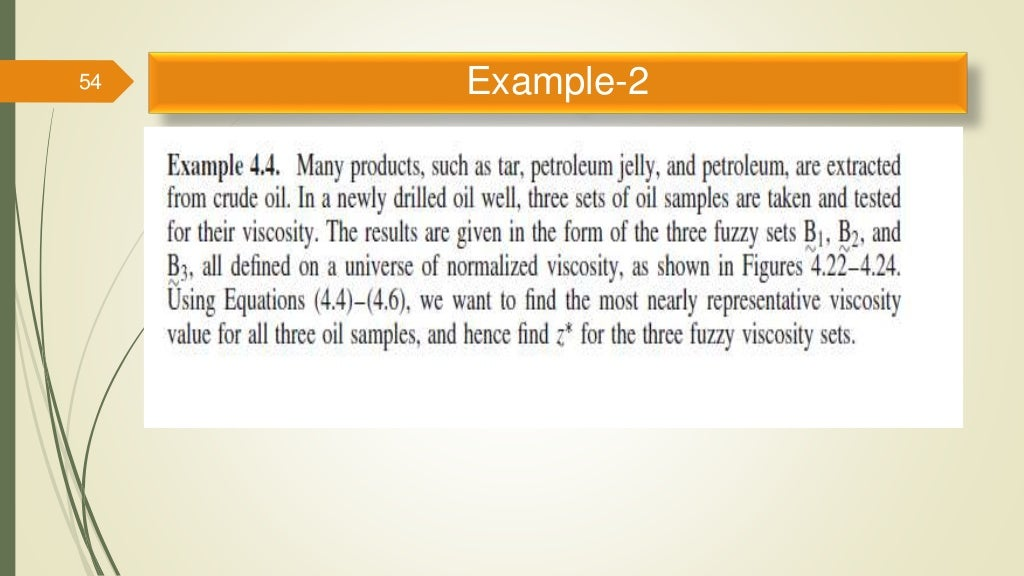 54
Example-2
Example 4.4. Many products, such as tar, petroleum jelly, and petroleum, are extracted
from crude oil. In a newly drilled oil well, three sets of oil samples are taken and tested
for their viscosity. The results are given in the form of the three fuzzy sets B̰₁, B̰₂, and
B̰₃, all defined on a universe of normalized viscosity, as shown in Figures 4.22–4.24.
Using Equations (4.4)–(4.6), we want to find the most nearly representative viscosity
value for all three oil samples, and hence find z* for the three fuzzy viscosity sets.